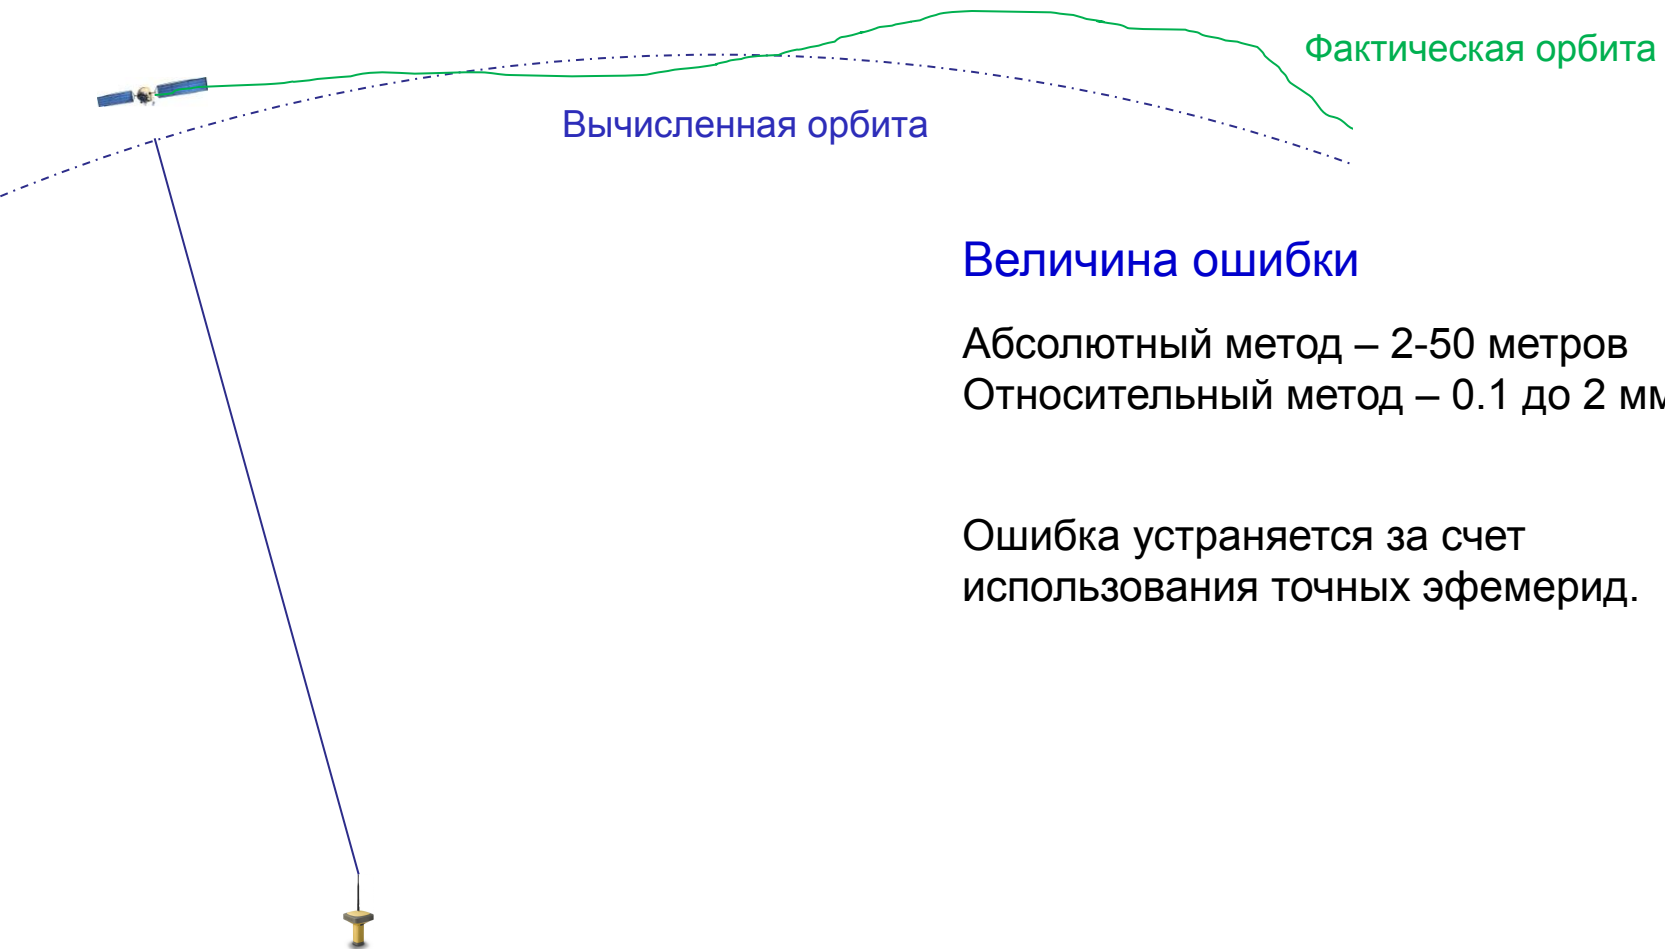 Фактическая орбита
Вычисленная орбита
Величина ошибки
Абсолютный метод – 2-50 метров
Относительный метод – 0.1 до 2 мм
Ошибка устраняется за счет
использования точных эфемерид.